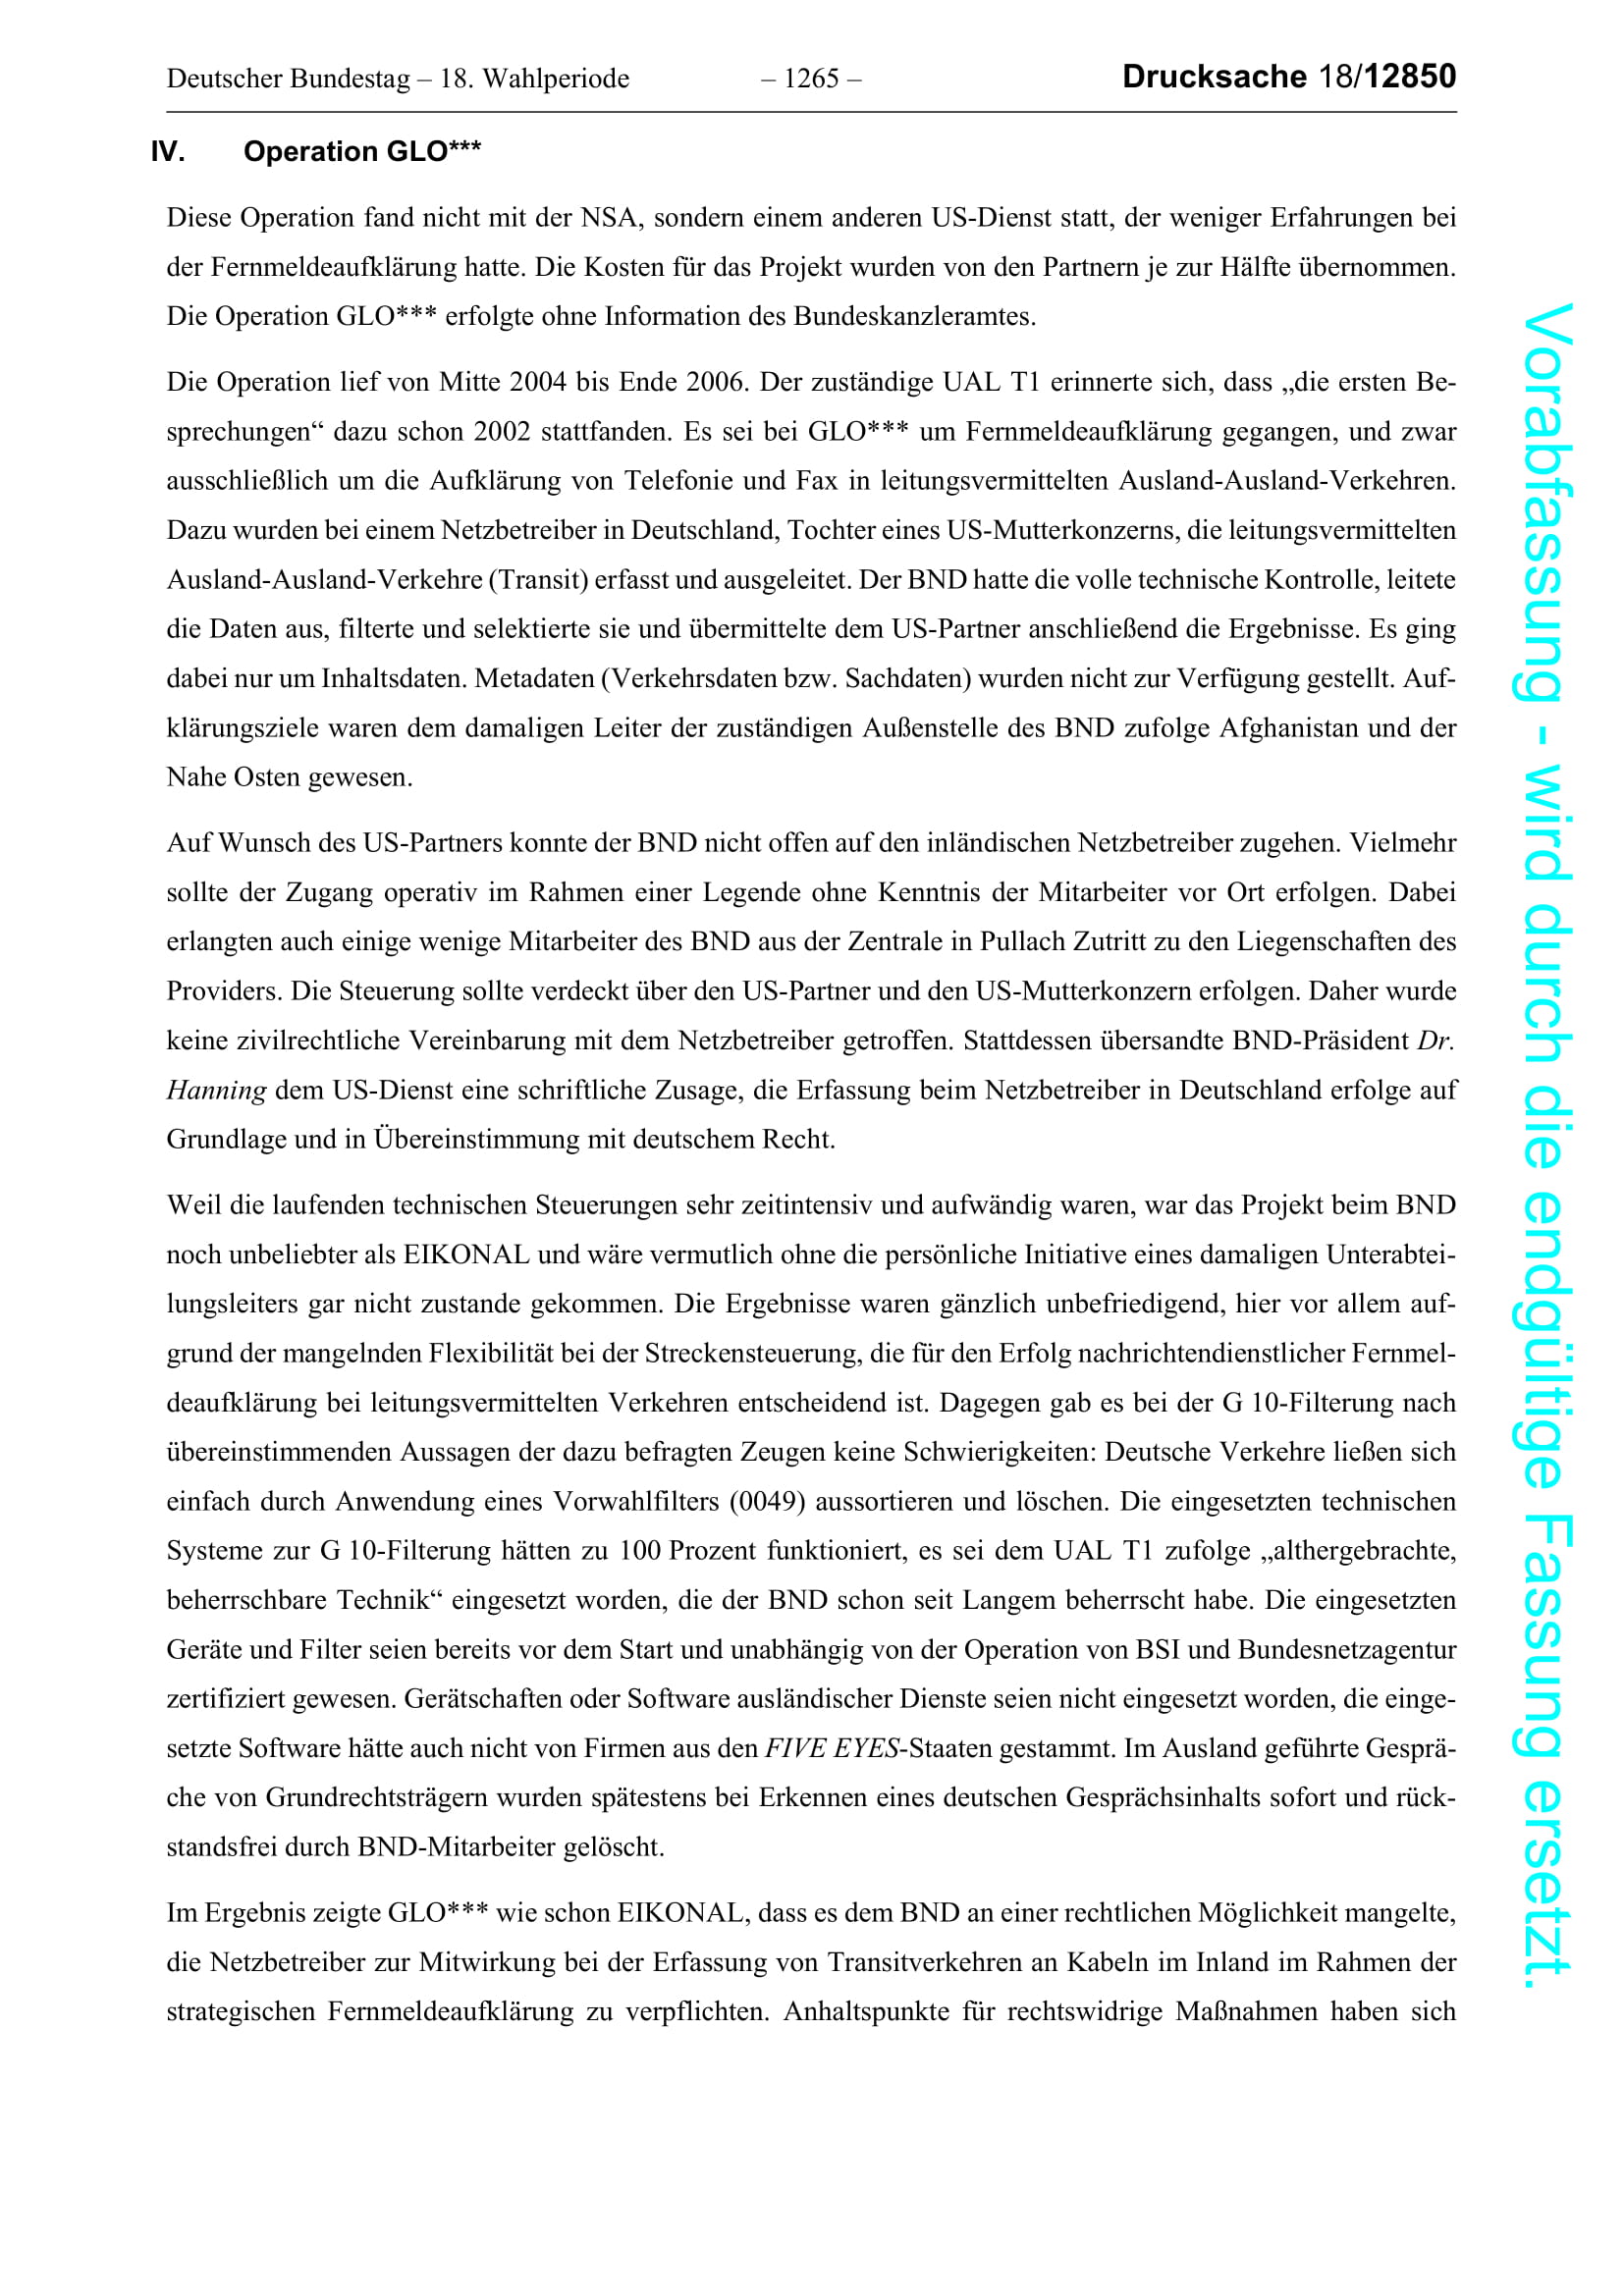 Deutscher Bundestag – 18. Wahlperiode – 1265 – Drucksache 18/12850
IV. Operation GLO***
Diese Operation fand nicht mit der NSA, sondern einem anderen US-Dienst statt, der weniger Erfahrungen bei
der Fernmeldeaufklärung hatte. Die Kosten für das Projekt wurden von den Partnern je zur Hälfte übernommen.
Die Operation GLO*** erfolgte ohne Information des Bundeskanzleramtes.
Die Operation lief von Mitte 2004 bis Ende 2006. Der zuständige UAL T1 erinnerte sich, dass „die ersten Be-
sprechungen“ dazu schon 2002 stattfanden. Es sei bei GLO*** um Fernmeldeaufklärung gegangen, und zwar
ausschließlich um die Aufklärung von Telefonie und Fax in leitungsvermittelten Ausland-Ausland-Verkehren.
Dazu wurden bei einem Netzbetreiber in Deutschland, Tochter eines US-Mutterkonzerns, die leitungsvermittelten
Ausland-Ausland-Verkehre (Transit) erfasst und ausgeleitet. Der BND hatte die volle technische Kontrolle, leitete
die Daten aus, filterte und selektierte sie und übermittelte dem US-Partner anschließend die Ergebnisse. Es ging
dabei nur um Inhaltsdaten. Metadaten (Verkehrsdaten bzw. Sachdaten) wurden nicht zur Verfügung gestellt. Auf-
klärungsziele waren dem damaligen Leiter der zuständigen Außenstelle des BND zufolge Afghanistan und der
Nahe Osten gewesen.
Auf Wunsch des US-Partners konnte der BND nicht offen auf den inländischen Netzbetreiber zugehen. Vielmehr
sollte der Zugang operativ im Rahmen einer Legende ohne Kenntnis der Mitarbeiter vor Ort erfolgen. Dabei
erlangten auch einige wenige Mitarbeiter des BND aus der Zentrale in Pullach Zutritt zu den Liegenschaften des
Providers. Die Steuerung sollte verdeckt über den US-Partner und den US-Mutterkonzern erfolgen. Daher wurde
keine zivilrechtliche Vereinbarung mit dem Netzbetreiber getroffen. Stattdessen übersandte BND-Präsident Dr.
Hanning dem US-Dienst eine schriftliche Zusage, die Erfassung beim Netzbetreiber in Deutschland erfolge auf
Grundlage und in Übereinstimmung mit deutschem Recht.
Weil die laufenden technischen Steuerungen sehr zeitintensiv und aufwändig waren, war das Projekt beim BND
noch unbeliebter als EIKONAL und wäre vermutlich ohne die persönliche Initiative eines damaligen Unterabtei-
lungsleiters gar nicht zustande gekommen. Die Ergebnisse waren gänzlich unbefriedigend, hier vor allem auf-
grund der mangelnden Flexibilität bei der Streckensteuerung, die für den Erfolg nachrichtendienstlicher Fernmel-
deaufklärung bei leitungsvermittelten Verkehren entscheidend ist. Dagegen gab es bei der G 10-Filterung nach
übereinstimmenden Aussagen der dazu befragten Zeugen keine Schwierigkeiten: Deutsche Verkehre ließen sich
einfach durch Anwendung eines Vorwahlfilters (0049) aussortieren und löschen. Die eingesetzten technischen
Systeme zur G 10-Filterung hätten zu 100 Prozent funktioniert, es sei dem UAL T1 zufolge „althergebrachte,
beherrschbare Technik“ eingesetzt worden, die der BND schon seit Langem beherrscht habe. Die eingesetzten
Geräte und Filter seien bereits vor dem Start und unabhängig von der Operation von BSI und Bundesnetzagentur
zertifiziert gewesen. Gerätschaften oder Software ausländischer Dienste seien nicht eingesetzt worden, die einge-
setzte Software hätte auch nicht von Firmen aus den FIVE EYES-Staaten gestammt. Im Ausland geführte Gesprä-
che von Grundrechtsträgern wurden spätestens bei Erkennen eines deutschen Gesprächsinhalts sofort und rück-
standsfrei durch BND-Mitarbeiter gelöscht.
Im Ergebnis zeigte GLO*** wie schon EIKONAL, dass es dem BND an einer rechtlichen Möglichkeit mangelte,
die Netzbetreiber zur Mitwirkung bei der Erfassung von Transitverkehren an Kabeln im Inland im Rahmen der
strategischen Fernmeldeaufklärung zu verpflichten. Anhaltspunkte für rechtswidrige Maßnahmen haben sich
Vorabfassung - wird durch die endgültige Fassung ersetzt.